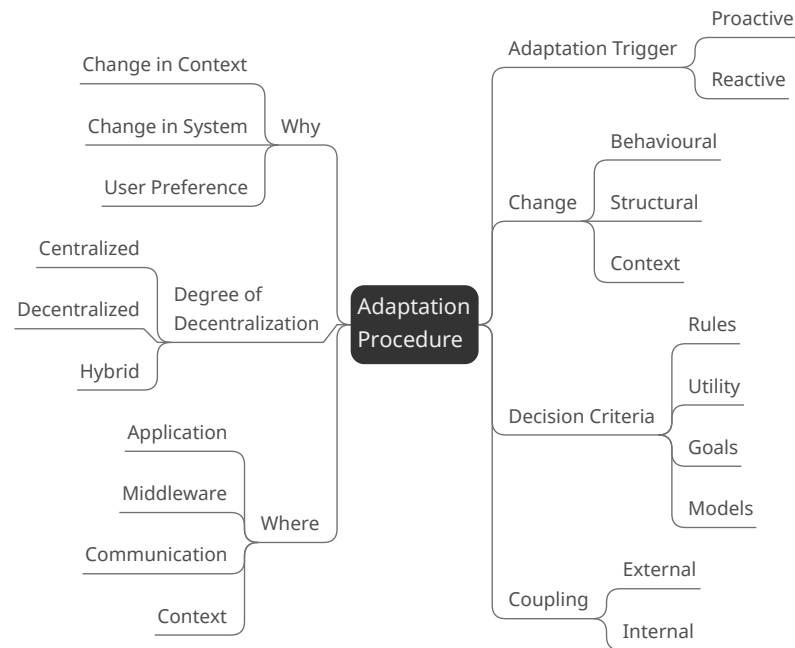 Adaptation
Procedure
Adaptation Trigger
Proactive
Reactive
Change
Behavioural
Structural
Context
Decision Criteria
Rules
Utility
Goals
Models
Coupling
External
Internal
Why
Change in Context
Change in System
User Preference
Degree of
Decentralization
Centralized
Decentralized
Hybrid
Where
Application
Middleware
Communication
Context